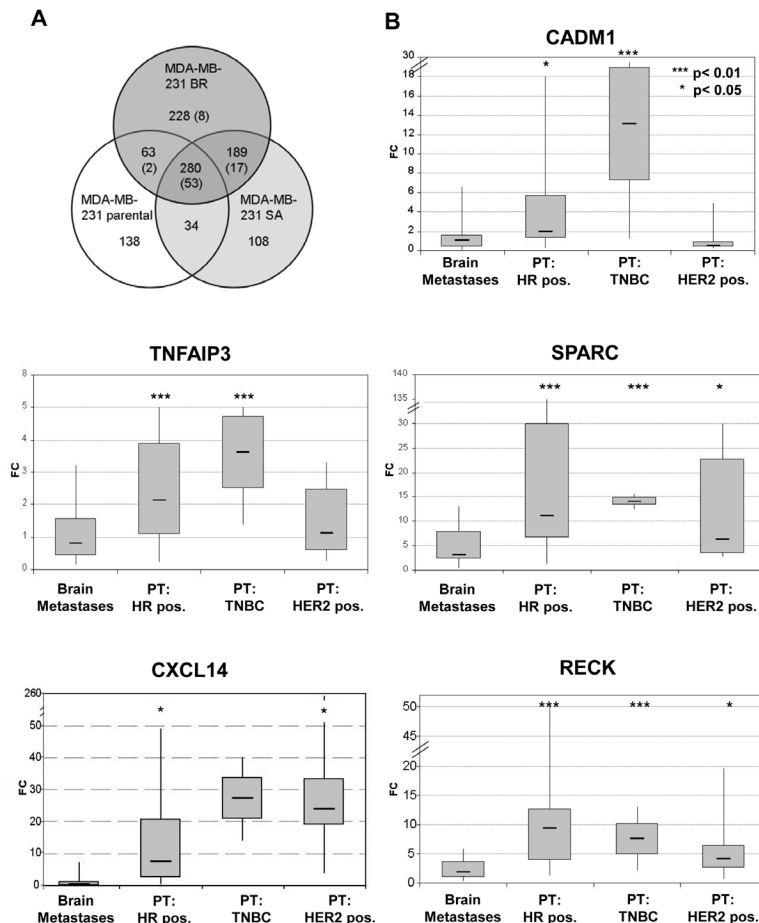 A
MDA-MB-
231 BR
228 (8)
63
(2)
189
(17)
280
(53)
MDA-MB-
231 parental
MDA-MB-
231 SA
34
138
108
B
CADM1
*** p< 0.01
* p< 0.05
*
***
FC
30
18
16
14
12
10
8
6
4
2
0
Brain
Metastases
PT:
HR pos.
PT:
TNBC
PT:
HER2 pos.
TNFAIP3
***
***
FC
8
5
4
3
2
1
0
Brain
Metastases
PT:
HR pos.
PT:
TNBC
PT:
HER2 pos.
SPARC
***
***
*
FC
140
135
30
25
20
15
10
5
0
Brain
Metastases
PT:
HR pos.
PT:
TNBC
PT:
HER2 pos.
CXCL14
*
*
FC
260
50
40
30
20
10
0
Brain
Metastases
PT:
HR pos.
PT:
TNBC
PT:
HER2 pos.
RECK
***
***
*
FC
50
45
20
15
10
5
0
Brain
Metastases
PT:
HR pos.
PT:
TNBC
PT:
HER2 pos.